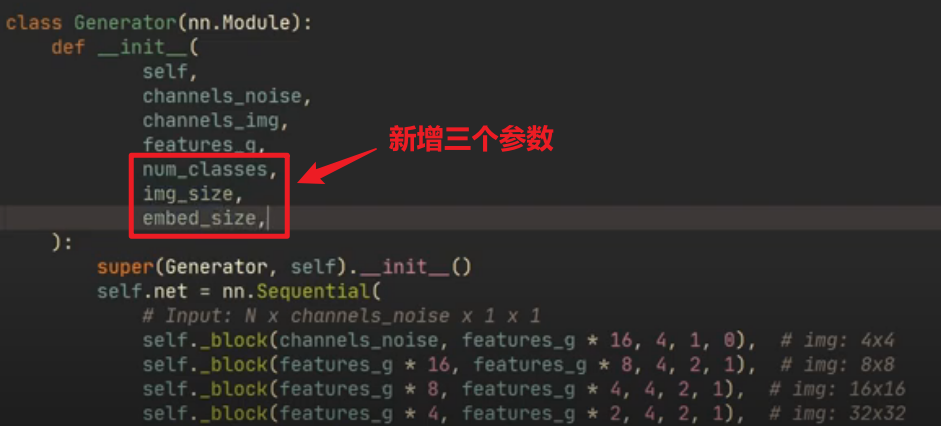 class Generator(nn.Module):
def __init__(
self,
channels_noise,
channels_img,
features_g,
新增三个参数
num_classes,
img_size,
embed_size,
):
super(Generator, self).__init__()
self.net = nn.Sequential(
# Input: N x channels_noise x 1 x 1
self._block(channels_noise, features_g * 16, 4, 1, 0),  # img: 4x4
self._block(features_g * 16, features_g * 8, 4, 2, 1),  # img: 8x8
self._block(features_g * 8, features_g * 4, 4, 2, 1),  # img: 16x16
self._block(features_g * 4, features_g * 2, 4, 2, 1),  # img: 32x32